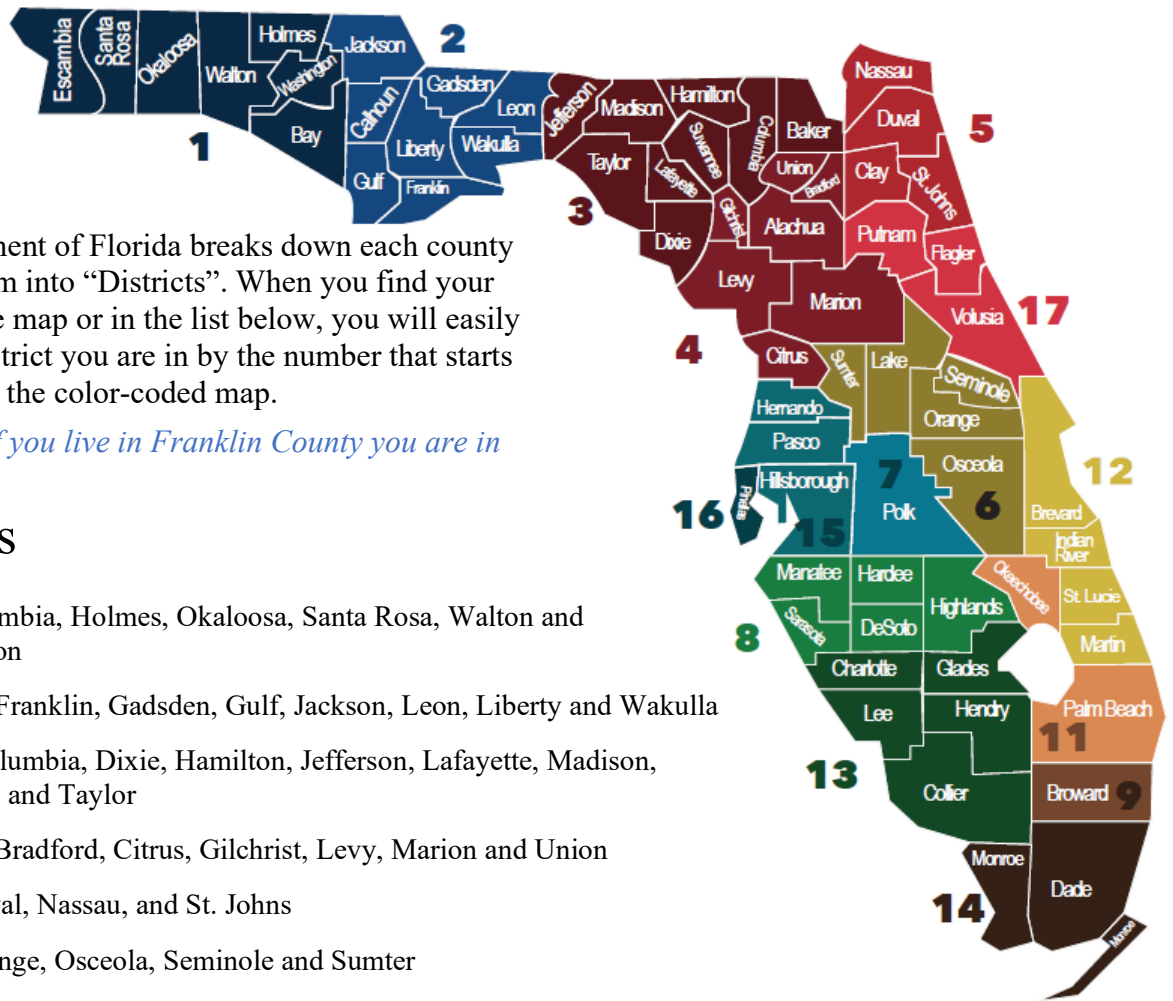 Escambia
Santa
Rosa
Okaloosa
Walton
Holmes
Washington
Bay
1
Jackson
2
Calhoun
Gadsden
Leon
Liberty
Wakulla
Gulf
Franklin
Jefferson
Madison
Hamilton
Suwannee
Columbia
Baker
Taylor
Lafayette
Union
Bradford
Gilchrist
Alachua
Dixie
3
Nassau
Duval
5
Clay
St. Johns
Putnam
Flagler
Levy
Marion
Volusia
17
4
Citrus
Sumter
Lake
Seminole
Orange
Hernando
Pasco
Osceola
12
7
Hillsborough
Pinellas
16
1
15
Polk
6
Brevard
Indian
River
Manatee
Hardee
Okeechobee
St. Lucie
Highlands
Sarasota
DeSoto
8
Martin
Charlotte
Glades
Lee
Hendry
Palm Beach
11
13
Collier
Broward 9
Monroe
14
Dade
Monroe
ment of Florida breaks down each county
m into “Districts”. When you find your
e map or in the list below, you will easily
strict you are in by the number that starts
the color-coded map.
f you live in Franklin County you are in
s
mbia, Holmes, Okaloosa, Santa Rosa, Walton and
on
Franklin, Gadsden, Gulf, Jackson, Leon, Liberty and Wakulla
lumbia, Dixie, Hamilton, Jefferson, Lafayette, Madison,
and Taylor
Bradford, Citrus, Gilchrist, Levy, Marion and Union
val, Nassau, and St. Johns
nge, Osceola, Seminole and Sumter